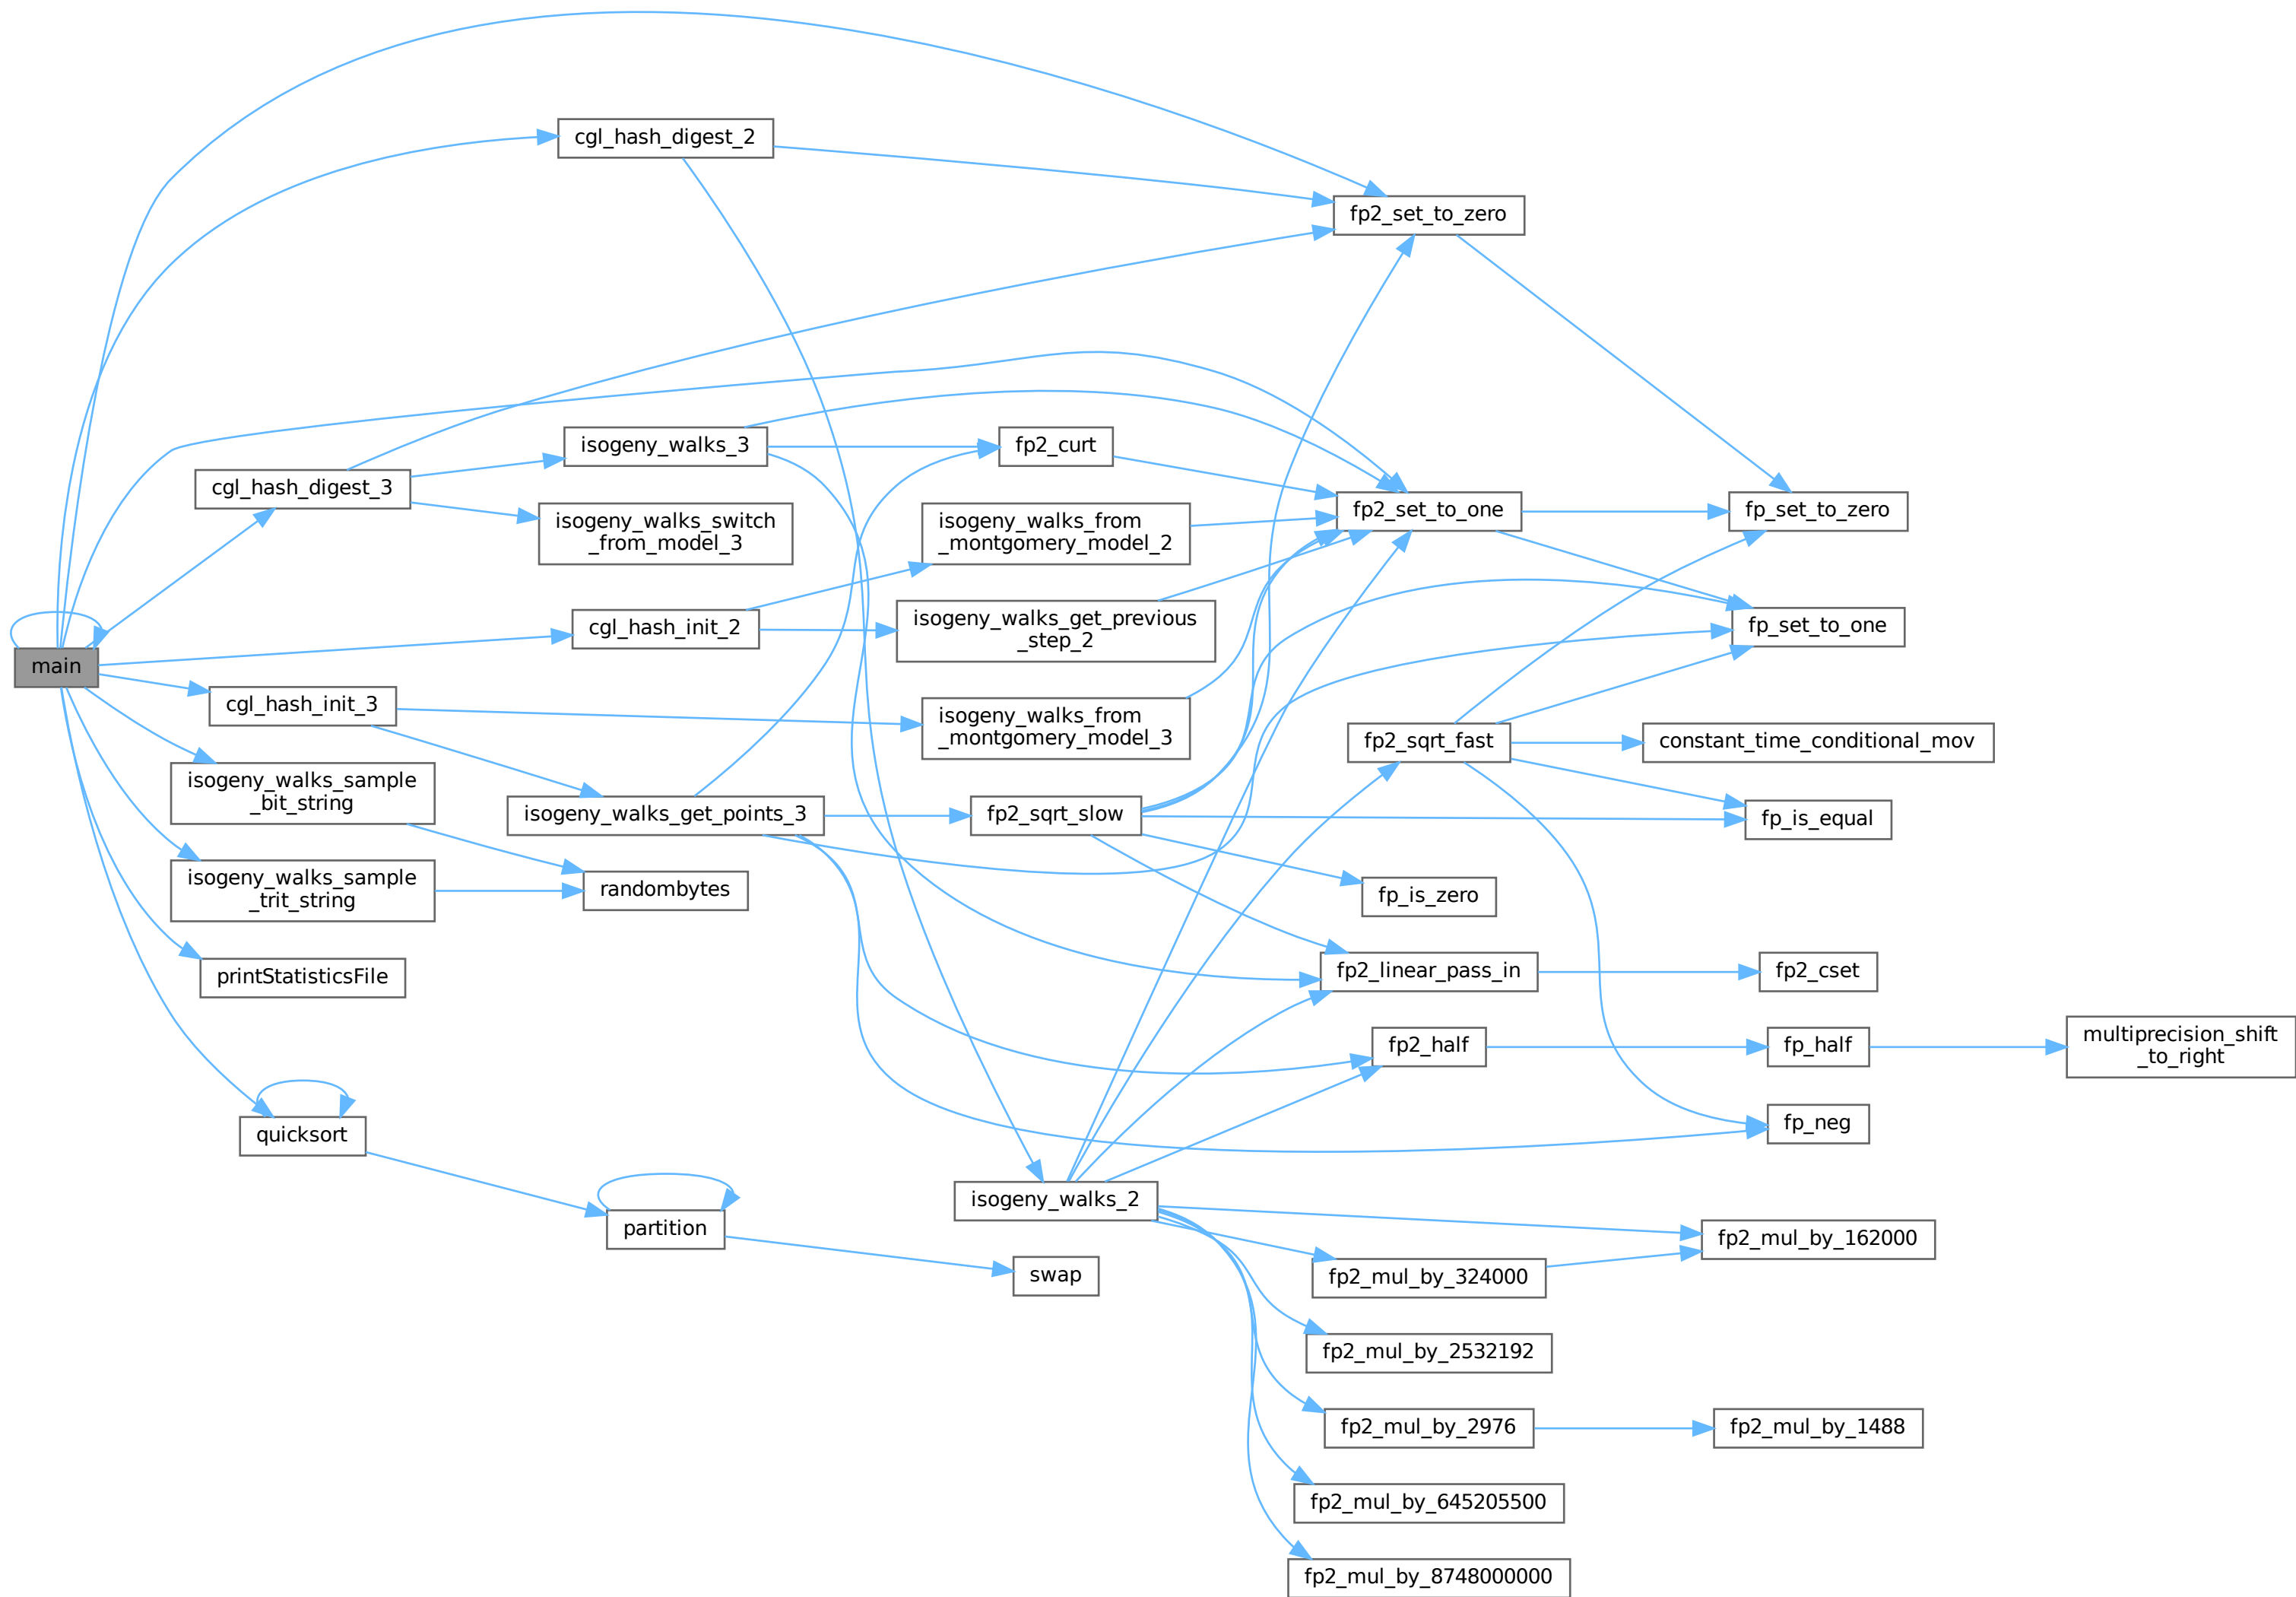 cgl_hash_digest_2
fp2_set_to_zero
isogeny_walks_3
fp2_curt
cgl_hash_digest_3
fp2_set_to_one
fp_set_to_zero
isogeny_walks_switch
_from_model_3
isogeny_walks_from
_montgomery_model_2
cgl_hash_init_2
isogeny_walks_get_previous
_step_2
fp_set_to_one
main
cgl_hash_init_3
isogeny_walks_from
_montgomery_model_3
fp2_sqrt_fast
constant_time_conditional_mov
isogeny_walks_sample
_bit_string
isogeny_walks_get_points_3
fp2_sqrt_slow
fp_is_equal
isogeny_walks_sample
_trit_string
randombytes
fp_is_zero
printStatisticsFile
fp2_linear_pass_in
fp2_cset
fp2_half
fp_half
multiprecision_shift
_to_right
quicksort
fp_neg
isogeny_walks_2
partition
fp2_mul_by_162000
swap
fp2_mul_by_324000
fp2_mul_by_2532192
fp2_mul_by_2976
fp2_mul_by_1488
fp2_mul_by_645205500
fp2_mul_by_8748000000